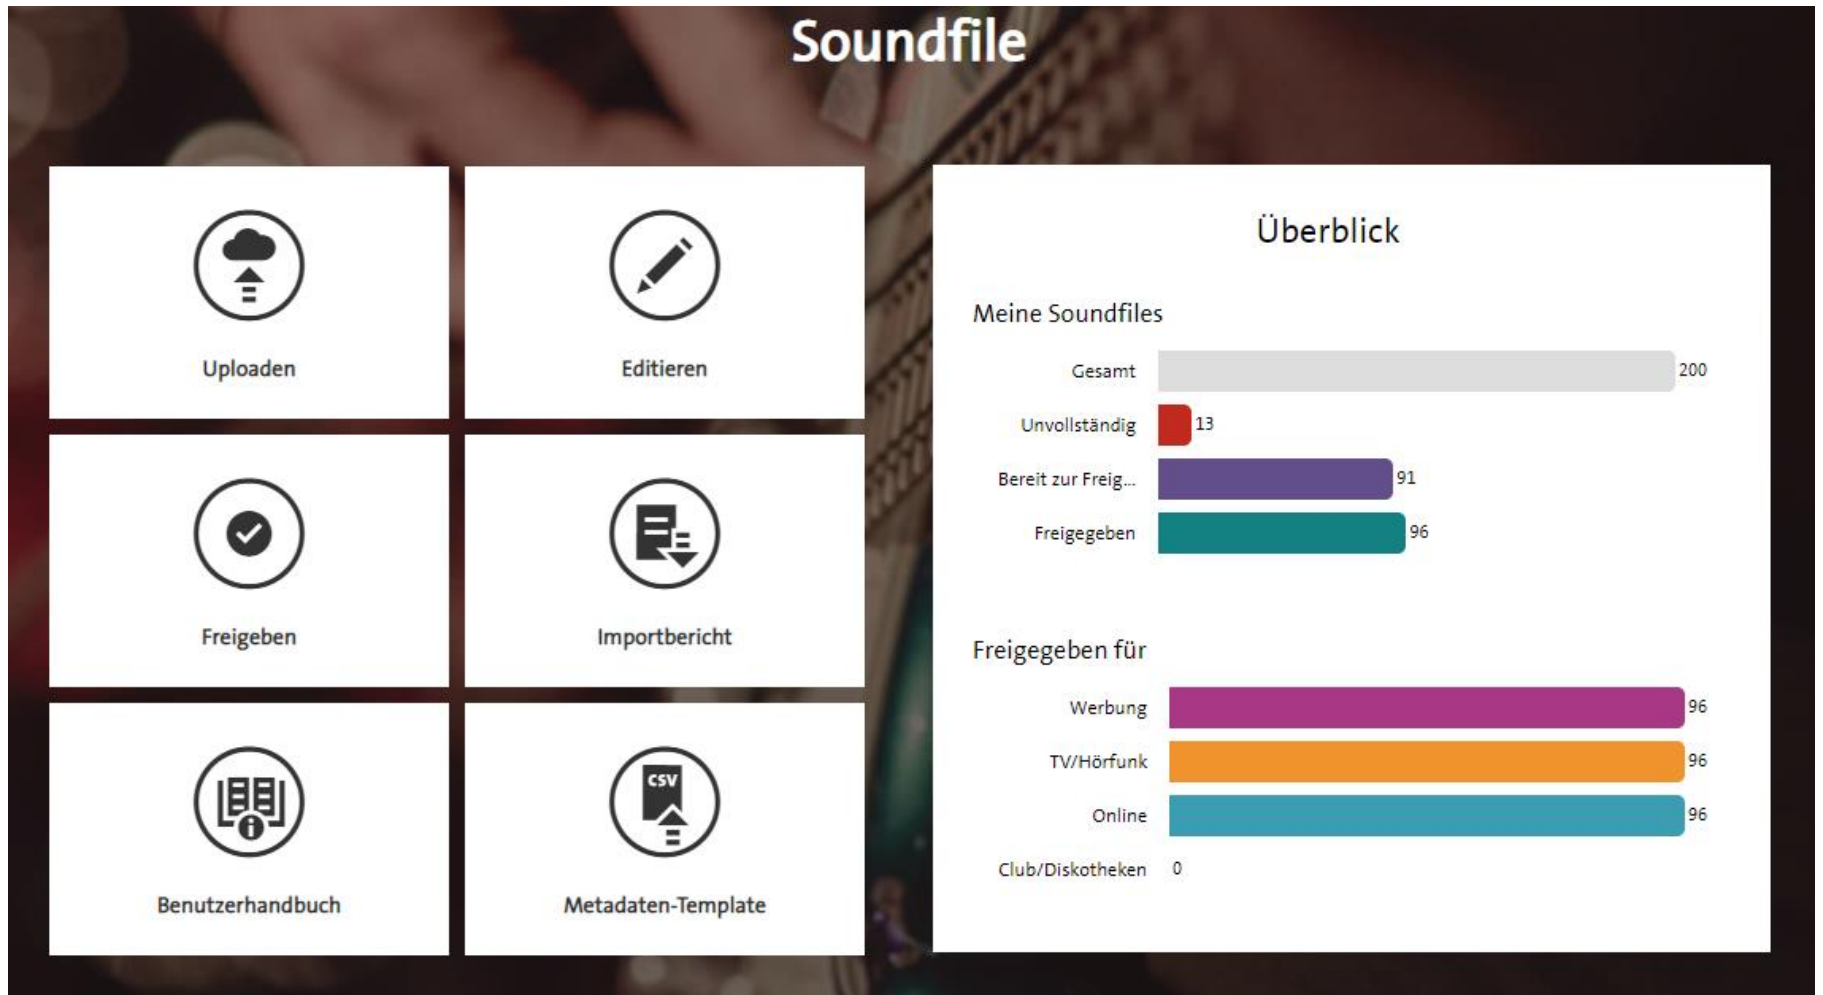 Soundfile
Uploaden
Editieren
Freigeben
Importbericht
Benutzerhandbuch
CSV
Metadaten-Template
Überblick
Meine Soundfiles
Gesamt 200
Unvollständig 13
Bereit zur Freig... 91
Freigegeben 96
Freigegeben für
Werbung 96
TV/Hörfunk 96
Online 96
Club/Diskotheken 0